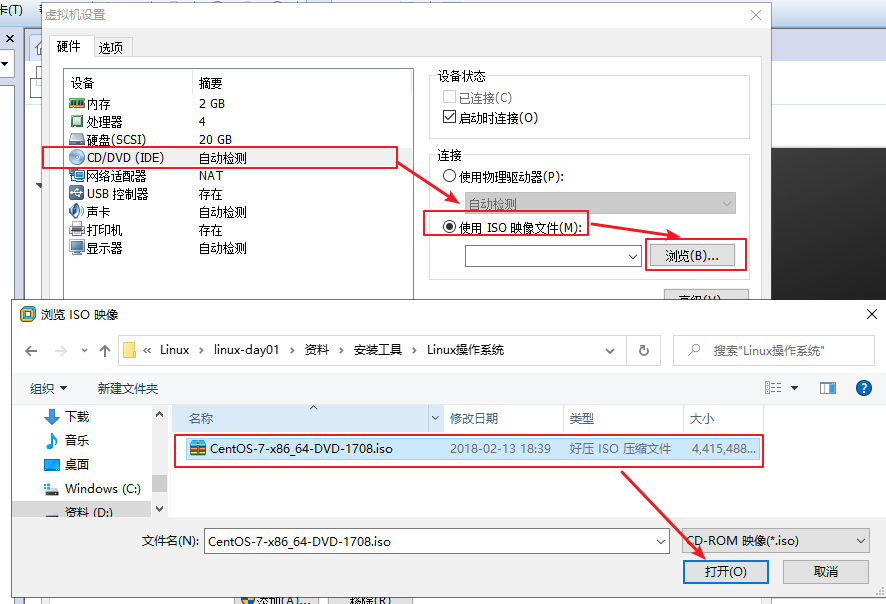 卡(T)
虚拟机设置
硬件 选项
设备 摘要
内存 2 GB
处理器 4
硬盘(SCSI) 20 GB
CD/DVD (IDE) 自动检测
网络适配器 NAT
USB 控制器 存在
声卡 自动检测
打印机 存在
显示器 自动检测
设备状态
已连接(C)
启动时连接(O)
连接
使用物理驱动器(P):
自动检测
使用 ISO 映像文件(M):
浏览(B)...
高级(V)...
浏览 ISO 映像
« Linux › linux-day01 › 资料 › 安装工具 › Linux操作系统
搜索"Linux操作系统"
组织 新建文件夹
下载
音乐
桌面
Windows (C:)
资料 (D:)
名称 修改日期 类型 大小
CentOS-7-x86_64-DVD-1708.iso 2018-02-13 18:39 好压 ISO 压缩文件 4,415,488...
文件名(N): CentOS-7-x86_64-DVD-1708.iso CD-ROM 映像(*.iso)
打开(O) 取消
添加(A)... 移除(R)